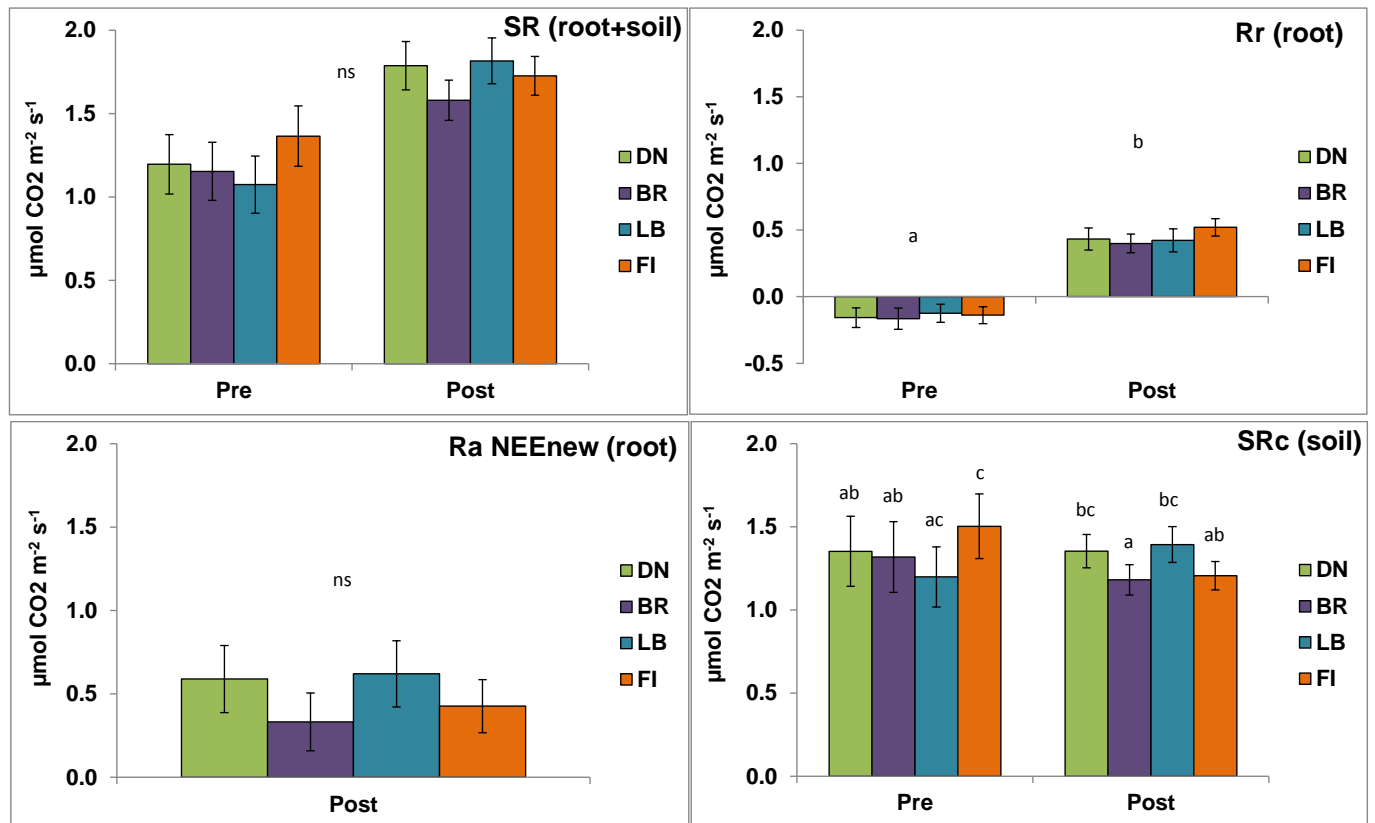 SR (root+soil)
µmol CO2 m-2 s-1
2.0
1.5
1.0
0.5
0.0
ns
Pre
Post
DN
BR
LB
FI
Rr (root)
µmol CO2 m-2 s-1
2.0
1.5
1.0
0.5
0.0
-0.5
a
b
Pre
Post
DN
BR
LB
FI
Ra NEEnew (root)
µmol CO2 m-2 s-1
2.0
1.5
1.0
0.5
0.0
ns
Post
DN
BR
LB
FI
SRc (soil)
µmol CO2 m-2 s-1
2.0
1.5
1.0
0.5
0.0
ab ab ac c bc a bc ab
Pre
Post
DN
BR
LB
FI